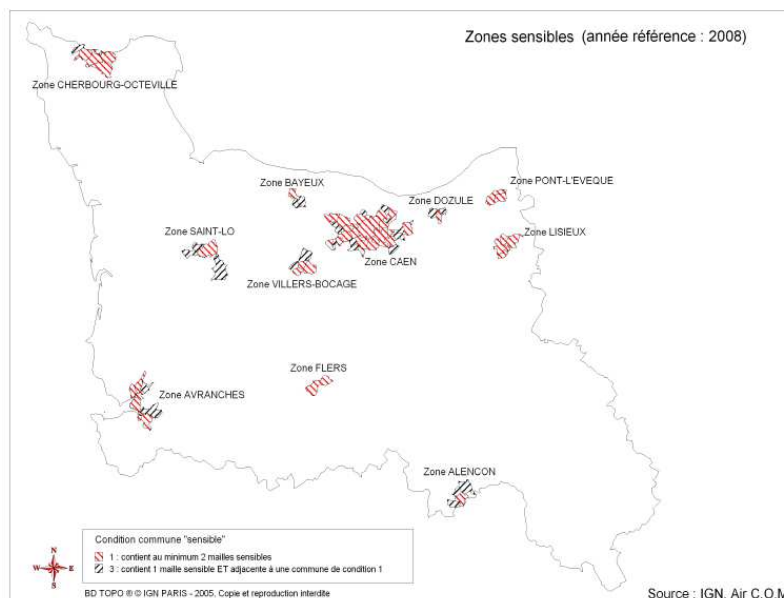 Zones sensibles (année référence : 2008)
Zone CHERBOURG-OCTEVILLE
Zone BAYEUX
Zone PONT-L'EVEQUE
Zone DOZULE
Zone SAINT-LO
Zone LISIEUX
Zone CAEN
Zone VILLERS-BOCAGE
Zone FLERS
Zone AVRANCHES
Zone ALENCON
Condition commune "sensible"
1 : contient au minimum 2 mailles sensibles
3 : contient 1 maille sensible ET adjacente à une commune de condition 1
N
W E
S
BD TOPO ® © IGN PARIS - 2005, Copie et reproduction interdite
Source : IGN, Air C.O.M